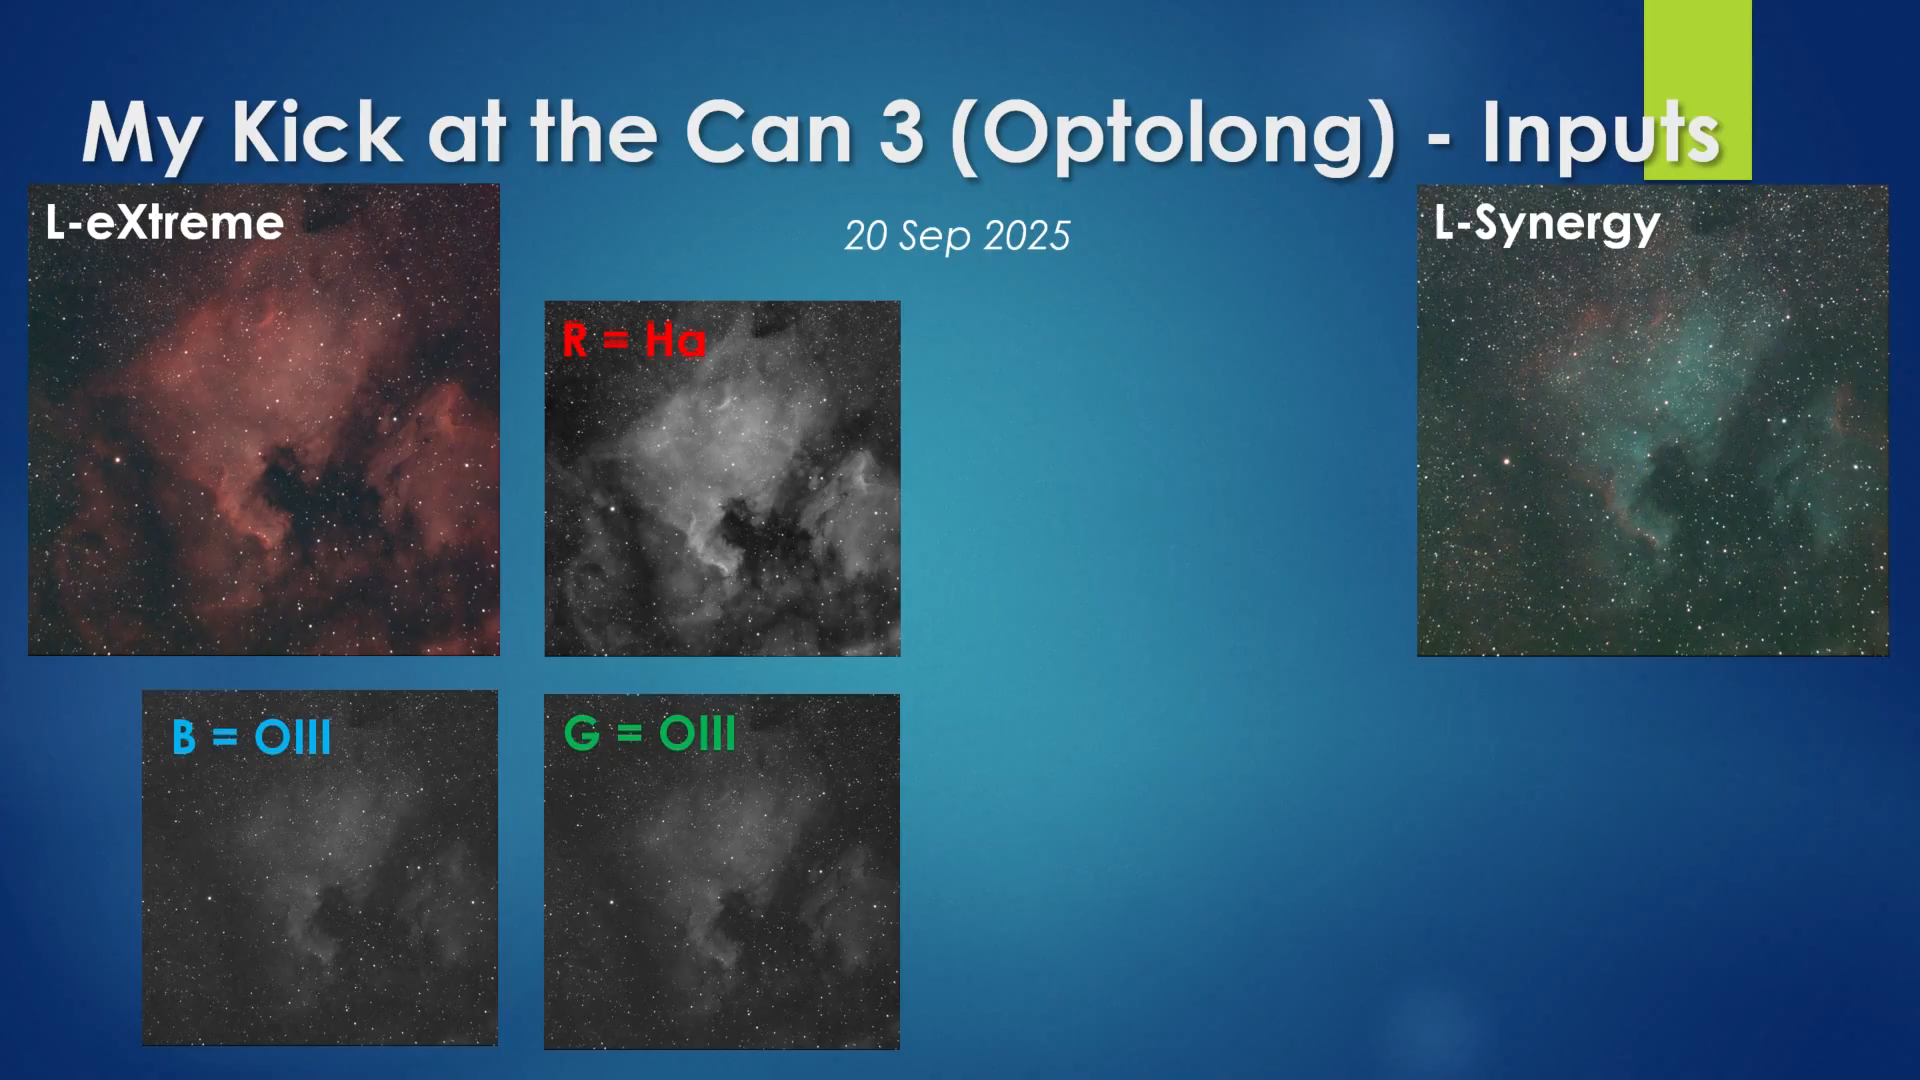 My Kick at the Can 3 (Optolong) - Inputs
L-eXtreme
20 Sep 2025
L-Synergy
R = Ha
B = OIII
G = OIII